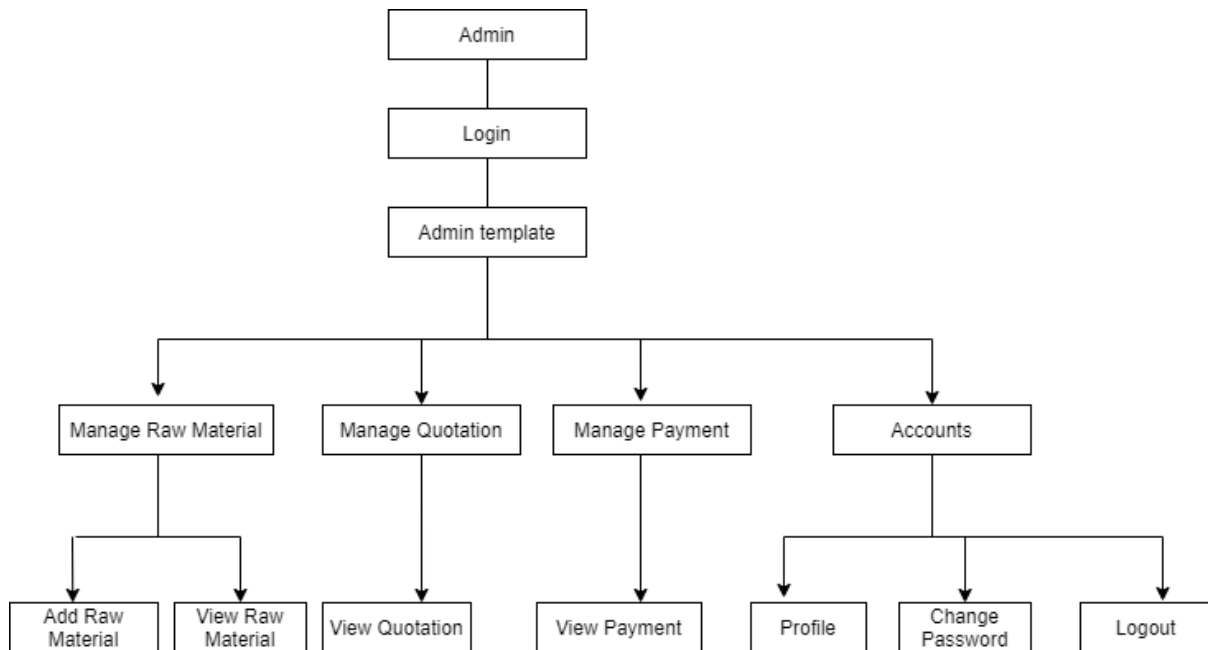 Admin
Login
Admin template
Manage Raw Material
Manage Quotation
Manage Payment
Accounts
Add Raw
Material
View Raw
Material
View Quotation
View Payment
Profile
Change
Password
Logout